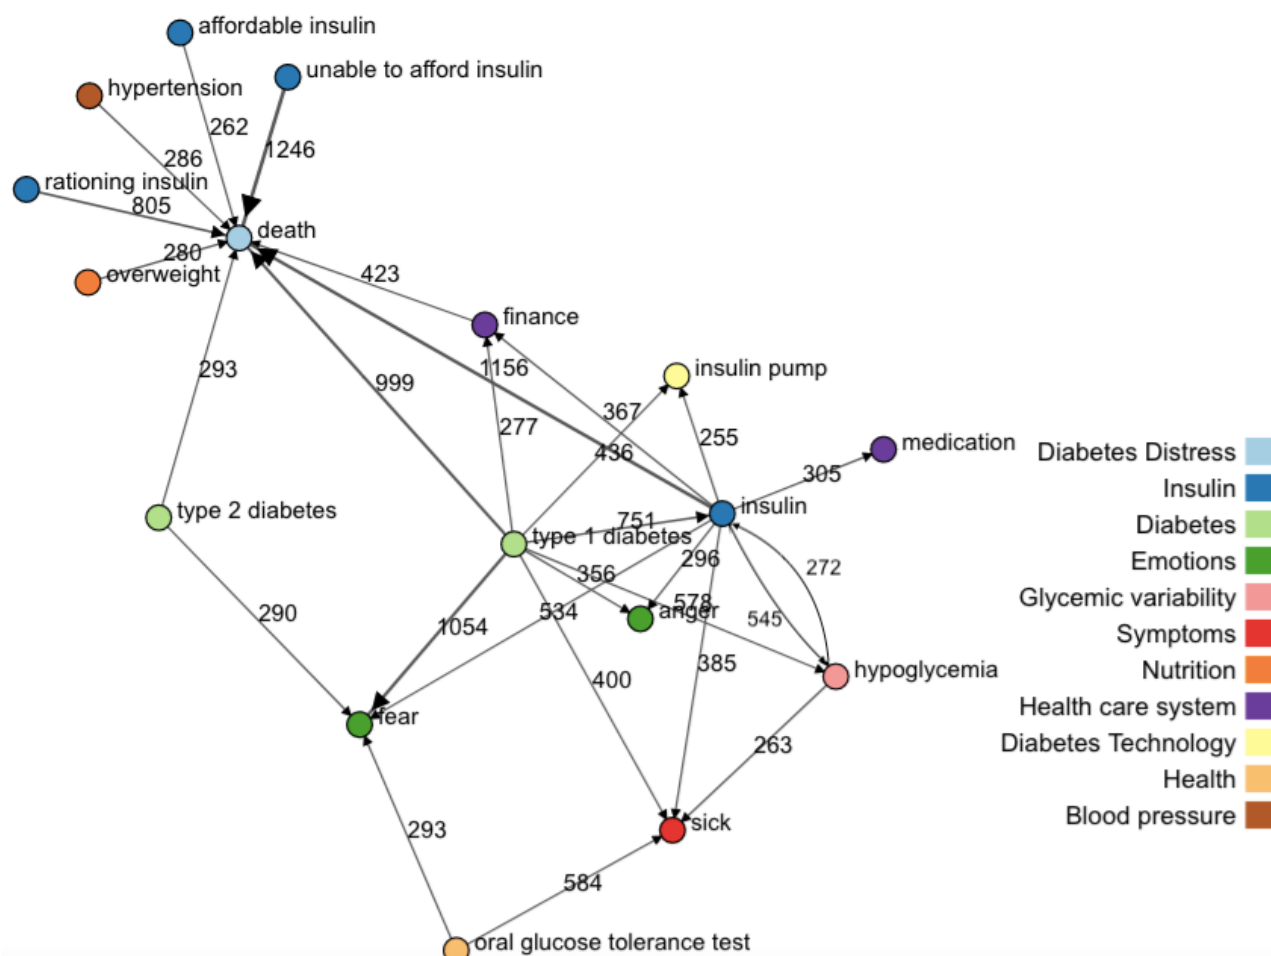 affordable insulin
unable to afford insulin
hypertension
262
1246
286
rationing insulin
805
death
280
overweight
423
finance
293
999
1156
insulin pump
367
277
436
255
medication
305
type 2 diabetes
insulin
751
type 1 diabetes
296
356
272
578
anger
290
534
545
1054
385
400
hypoglycemia
fear
263
sick
293
584
oral glucose tolerance test
Diabetes Distress
Insulin
Diabetes
Emotions
Glycemic variability
Symptoms
Nutrition
Health care system
Diabetes Technology
Health
Blood pressure